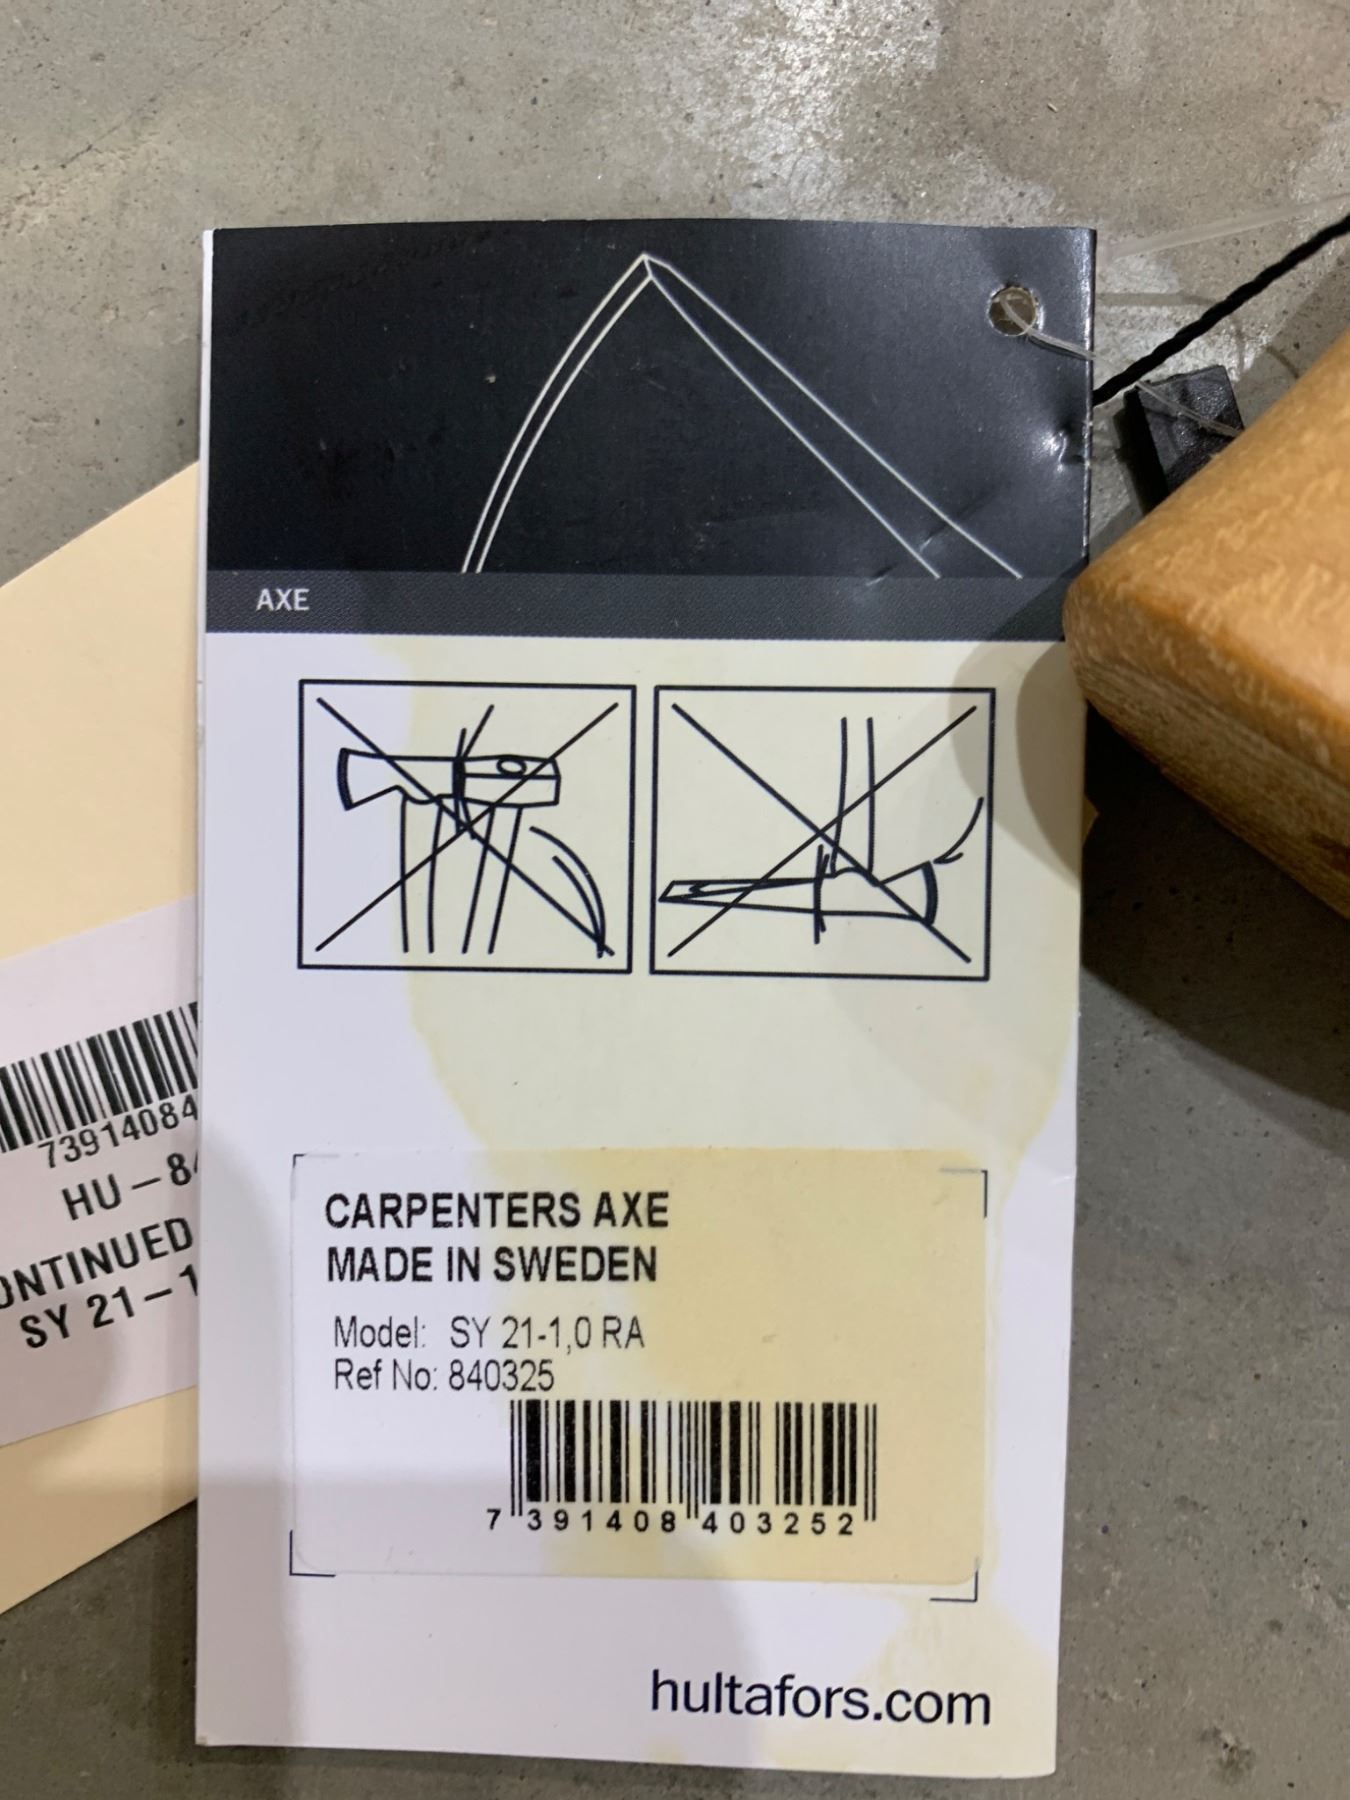 AXE
CARPENTERS AXE
MADE IN SWEDEN
Model: SY 21-1,0 RA
Ref No: 840325
7 391408 403252
hultafors.com
73914084
HU-84
ONTINUED
SY 21-1